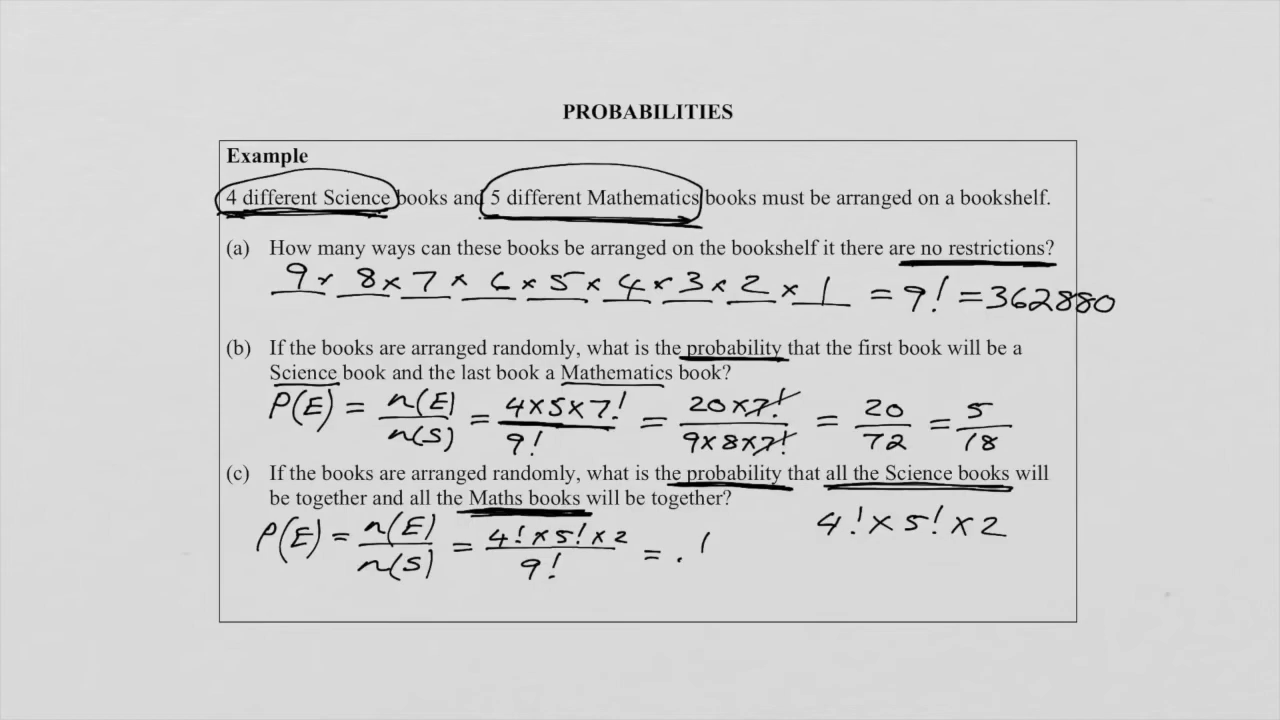 PROBABILITIES
Example
4 different Science books and 5 different Mathematics books must be arranged on a bookshelf.
(a) How many ways can these books be arranged on the bookshelf it there are no restrictions?
9 × 8 × 7 × 6 × 5 × 4 × 3 × 2 × 1 = 9! = 362880
(b) If the books are arranged randomly, what is the probability that the first book will be a
Science book and the last book a Mathematics book?
P(E) = n(E)/n(S) = 4×5×7!/9! = 20×7!/9×8×7! = 20/72 = 5/18
(c) If the books are arranged randomly, what is the probability that all the Science books will
be together and all the Maths books will be together?
4! × 5! × 2
P(E) = n(E)/n(S) = 4!×5!×2/9! = .